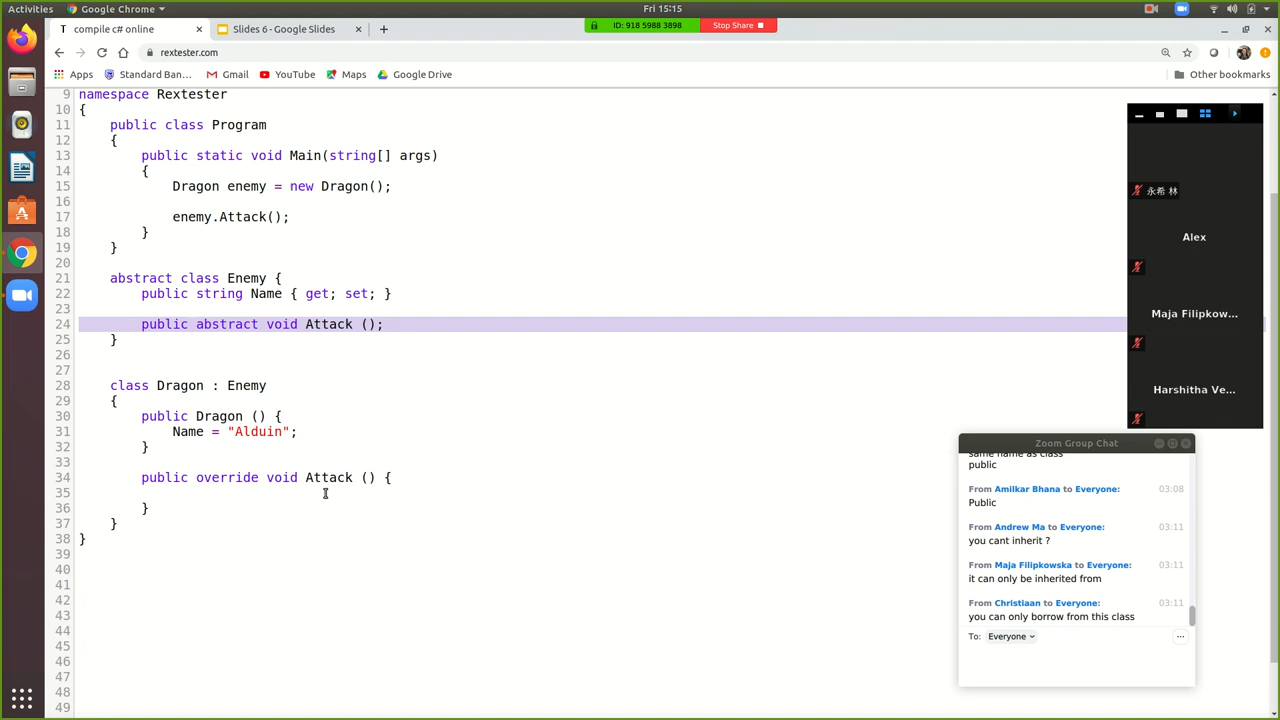 Activities
Google Chrome
Fri 15:15
compile c# online
Slides 6 - Google Slides
ID: 918 5988 3898
Stop Share
rextester.com
Apps
Standard Ban...
Gmail
YouTube
Maps
Google Drive
Other bookmarks
9 namespace Rextester
10 {
11 public class Program
12 {
13 public static void Main(string[] args)
14 {
15 Dragon enemy = new Dragon();
16
17 enemy.Attack();
18 }
19 }
20
21 abstract class Enemy {
22 public string Name { get; set; }
23
24 public abstract void Attack ();
25 }
26
27
28 class Dragon : Enemy
29 {
30 public Dragon () {
31 Name = "Alduin";
32 }
33
34 public override void Attack () {
35
36 }
37 }
38 }
39
40
41
42
43
44
45
46
47
48
49
永希 林
Alex
Maja Filipkow...
Harshitha Ve...
Zoom Group Chat
same name as class
public
From Amilkar Bhana to Everyone: 03:08
Public
From Andrew Ma to Everyone: 03:11
you cant inherit ?
From Maja Filipkowska to Everyone: 03:11
it can only be inherited from
From Christiaan to Everyone: 03:11
you can only borrow from this class
To: Everyone